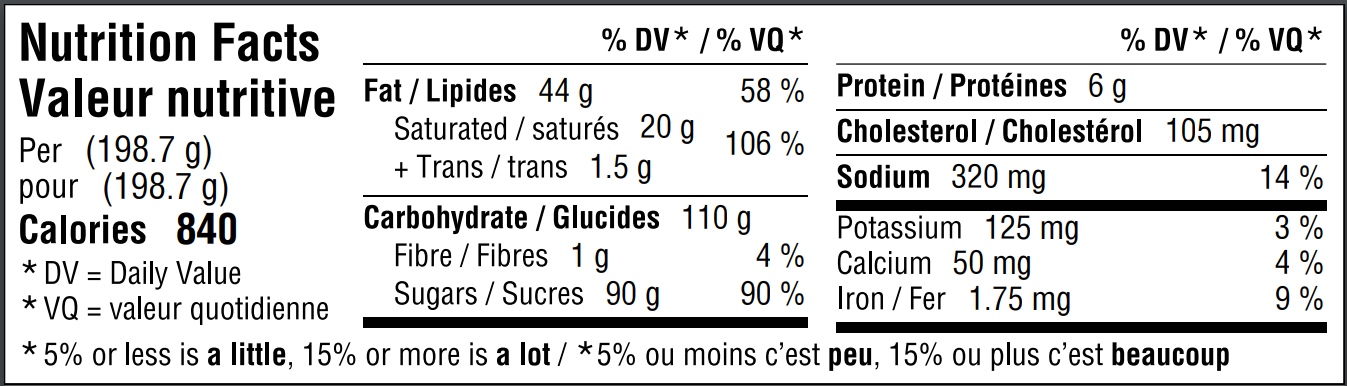 Nutrition Facts
Valeur nutritive
Per (198.7 g)
pour (198.7 g)
Calories 840
* DV = Daily Value
* VQ = valeur quotidienne
% DV* / % VQ*
Fat / Lipides 44 g 58 %
Saturated / saturés 20 g
+ Trans / trans 1.5 g 106 %
Carbohydrate / Glucides 110 g
Fibre / Fibres 1 g 4 %
Sugars / Sucres 90 g 90 %
% DV* / % VQ*
Protein / Protéines 6 g
Cholesterol / Cholestérol 105 mg
Sodium 320 mg 14 %
Potassium 125 mg 3 %
Calcium 50 mg 4 %
Iron / Fer 1.75 mg 9 %
* 5% or less is a little, 15% or more is a lot / * 5% ou moins c’est peu, 15% ou plus c’est beaucoup